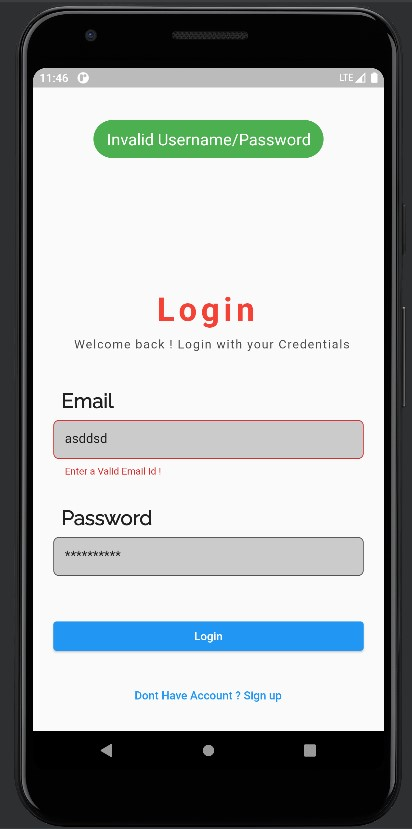 11:46 LTE
Invalid Username/Password
Login
Welcome back ! Login with your Credentials
Email
asddsd
Enter a Valid Email Id !
Password
**********
Login
Dont Have Account ? Sign up